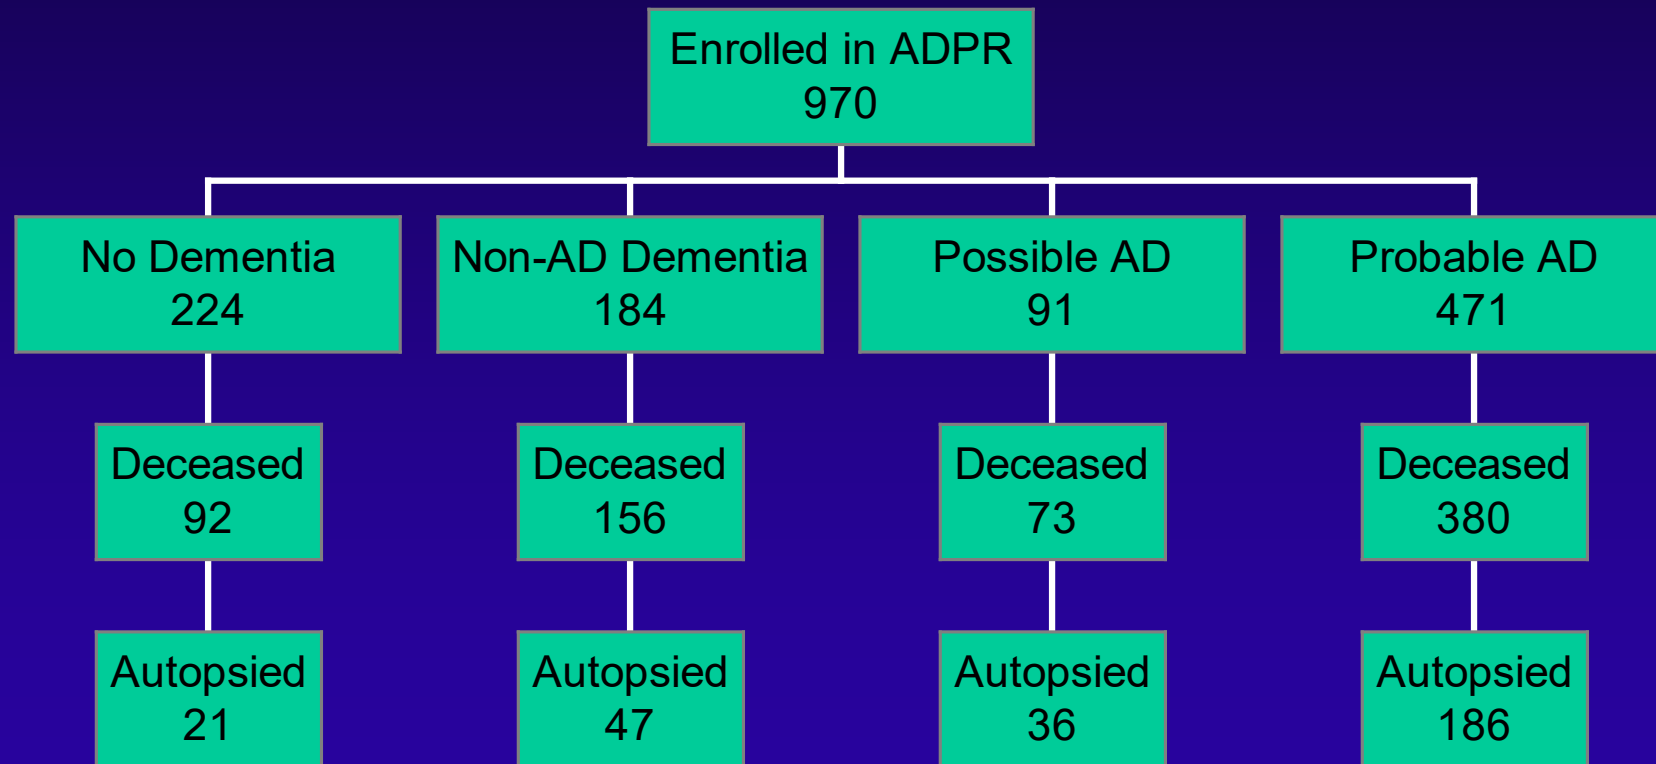 Enrolled in ADPR
970
No Dementia
224
Non-AD Dementia
184
Possible AD
91
Probable AD
471
Deceased
92
Deceased
156
Deceased
73
Deceased
380
Autopsied
21
Autopsied
47
Autopsied
36
Autopsied
186